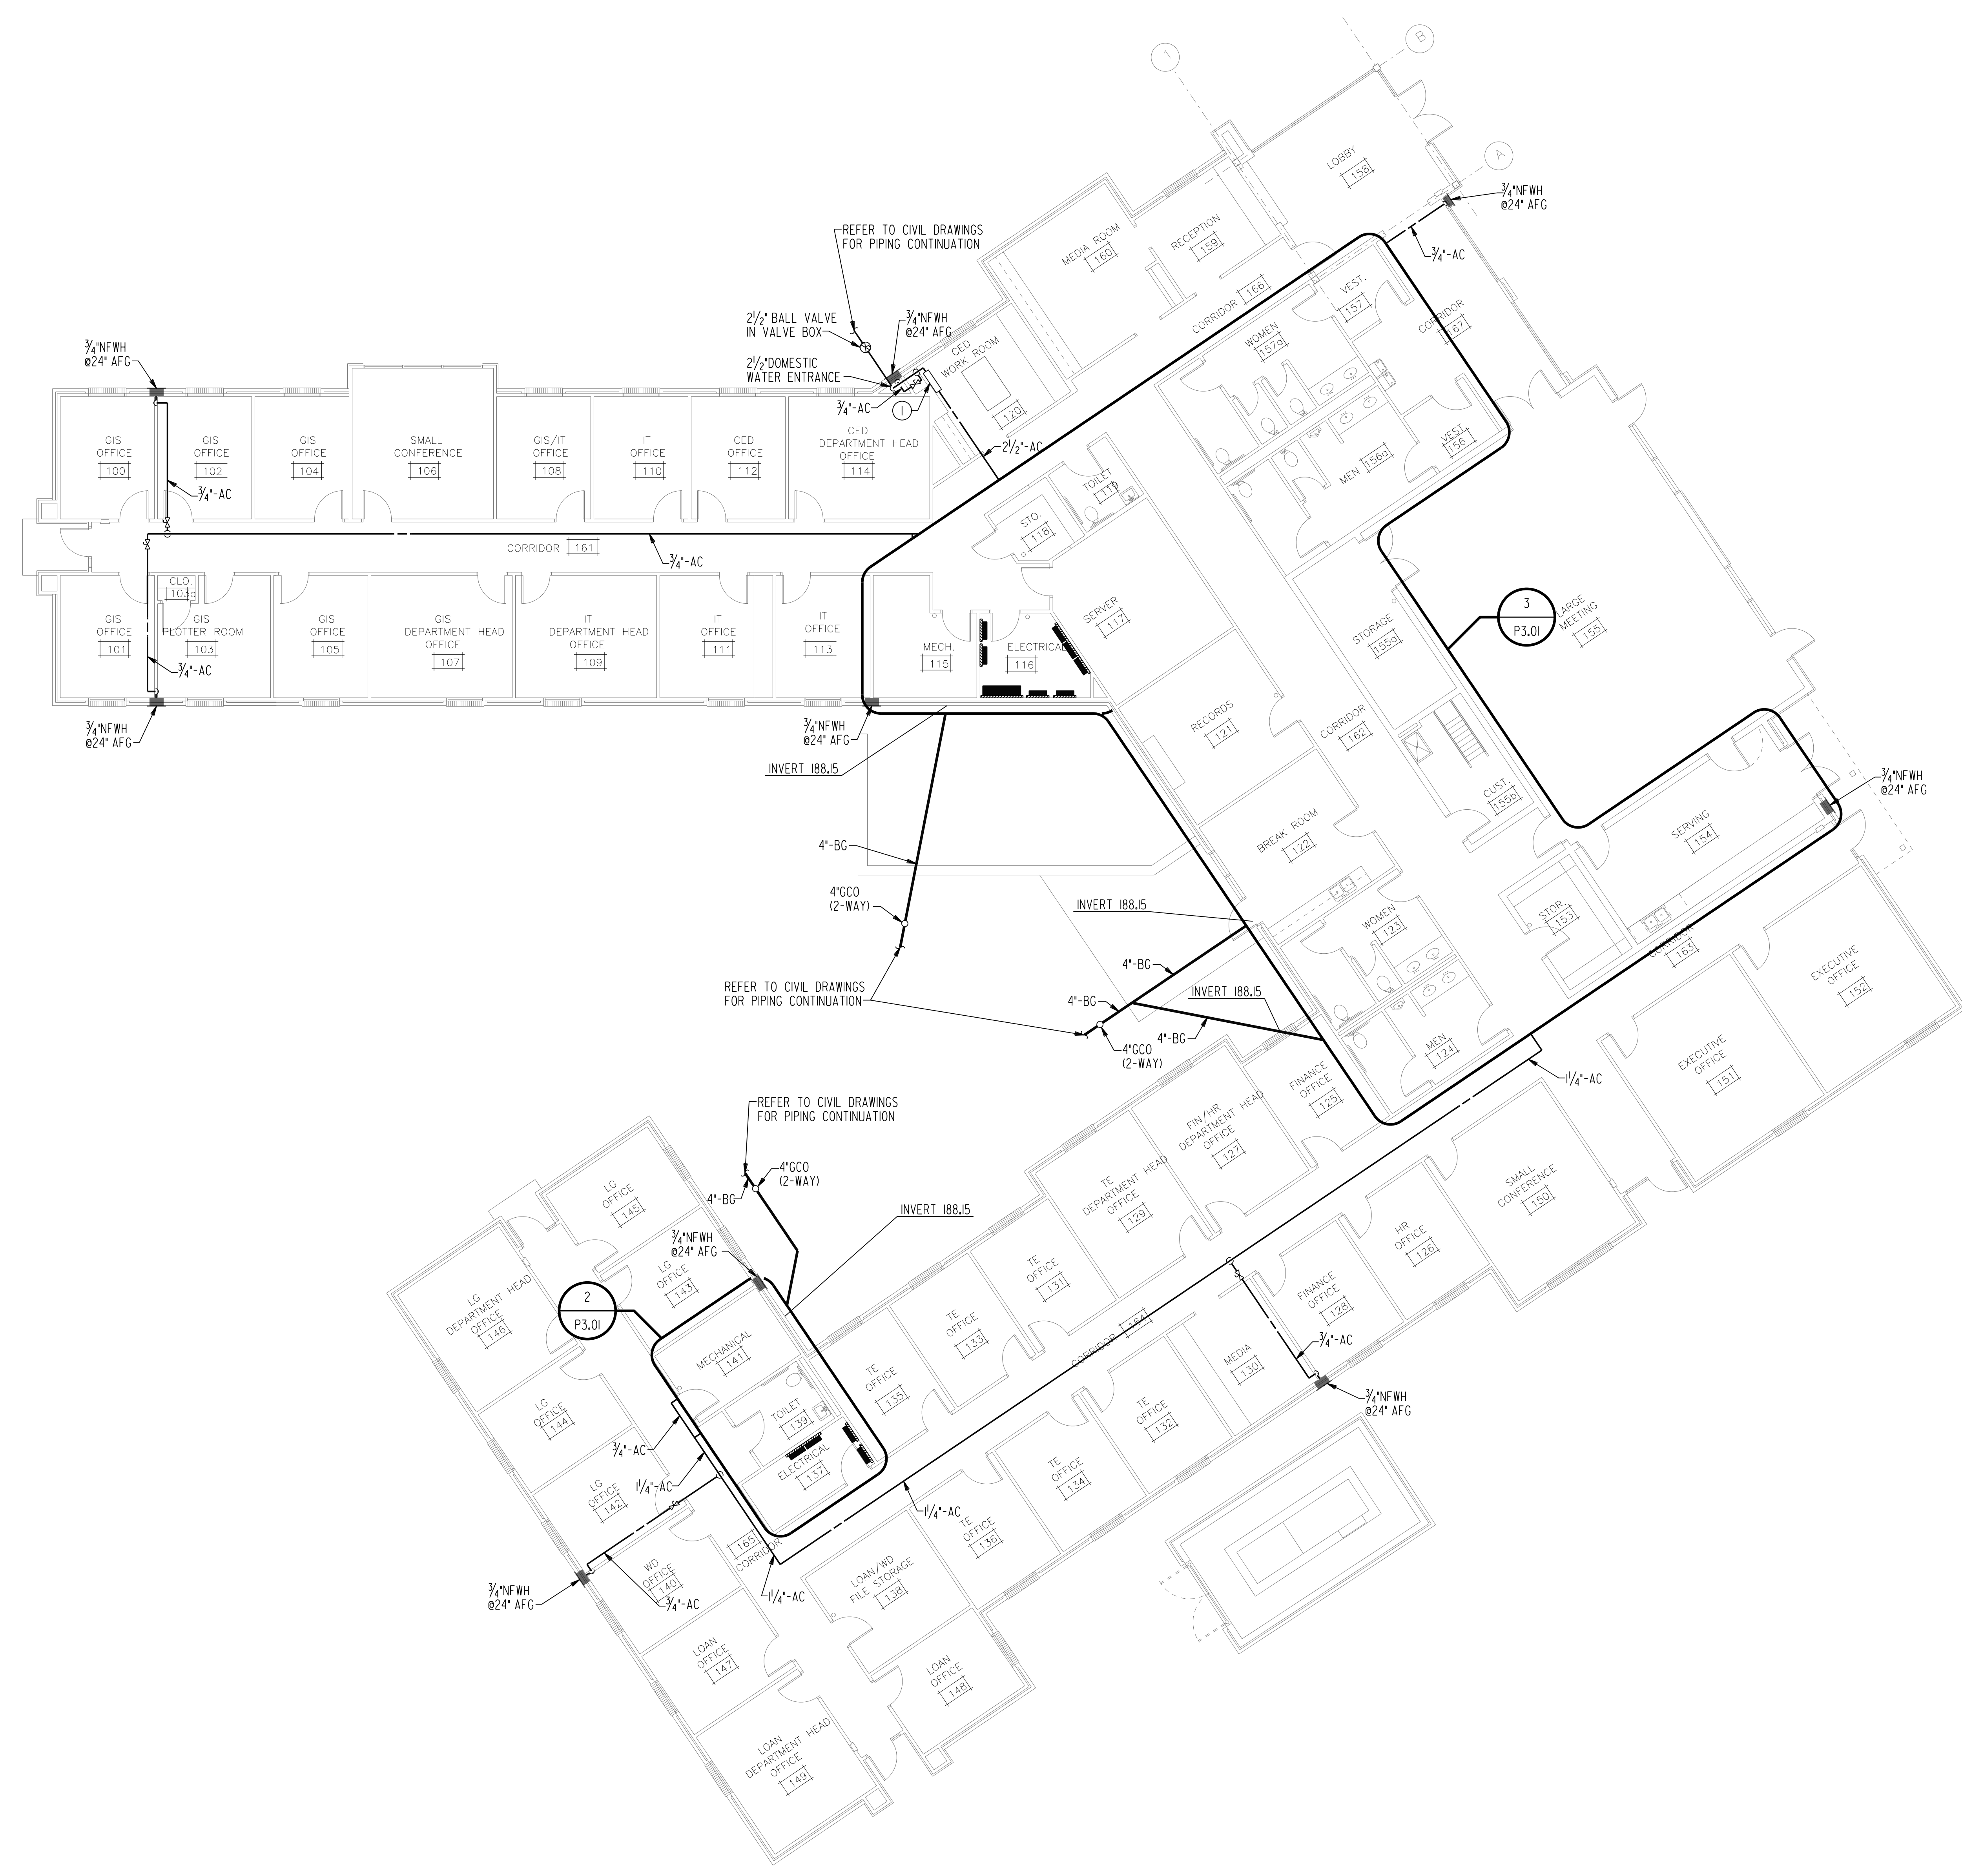 1
B
A
LOBBY
158
¾"NFWH
@24" AFG
¾"-AC
REFER TO CIVIL DRAWINGS
FOR PIPING CONTINUATION
MEDIA ROOM
160
RECEPTION
159
CORRIDOR 166
VEST.
157
CORRIDOR
167
WOMEN
157a
2½" BALL VALVE
IN VALVE BOX
¾"NFWH
@24" AFG
2½"DOMESTIC
WATER ENTRANCE
¾"-AC
1
CED
WORK ROOM
120
2½"-AC
¾"NFWH
@24" AFG
GIS
OFFICE
100
GIS
OFFICE
102
GIS
OFFICE
104
SMALL
CONFERENCE
106
GIS/IT
OFFICE
108
IT
OFFICE
110
CED
OFFICE
112
CED
DEPARTMENT HEAD
OFFICE
114
¾"-AC
CORRIDOR 161
¾"-AC
TOILET
119
STO.
118
MEN 156a
VEST.
156
CLO.
103a
GIS
OFFICE
101
GIS
PLOTTER ROOM
103
GIS
OFFICE
105
GIS
DEPARTMENT HEAD
OFFICE
107
IT
DEPARTMENT HEAD
OFFICE
109
IT
OFFICE
111
IT
OFFICE
113
MECH.
115
ELECTRICAL
116
SERVER
117
STORAGE
155a
3
P3.01
LARGE
MEETING
155
¾"-AC
¾"NFWH
@24" AFG
¾"NFWH
@24" AFG
INVERT 188.15
RECORDS
121
CORRIDOR
162
CUST.
155b
SERVING
154
¾"NFWH
@24" AFG
4"-BG
4"GCO
(2-WAY)
BREAK ROOM
122
INVERT 188.15
WOMEN
123
STOR.
153
CORRIDOR
163
EXECUTIVE
OFFICE
152
REFER TO CIVIL DRAWINGS
FOR PIPING CONTINUATION
4"-BG
4"-BG
INVERT 188.15
4"-BG
4"GCO
(2-WAY)
MEN
124
EXECUTIVE
OFFICE
151
1¼"-AC
FINANCE
OFFICE
125
FIN/HR
DEPARTMENT HEAD
OFFICE
127
REFER TO CIVIL DRAWINGS
FOR PIPING CONTINUATION
4"GCO
(2-WAY)
4"-BG
INVERT 188.15
TE
DEPARTMENT HEAD
OFFICE
129
SMALL
CONFERENCE
150
HR
OFFICE
126
LG
OFFICE
145
¾"NFWH
@24" AFG
LG
OFFICE
143
TE
OFFICE
131
FINANCE
OFFICE
128
2
P3.01
LG
DEPARTMENT HEAD
OFFICE
146
MECHANICAL
141
TE
OFFICE
133
CORRIDOR 164
MEDIA
130
¾"-AC
¾"NFWH
@24" AFG
TE
OFFICE
135
LG
OFFICE
144
TOILET
139
TE
OFFICE
132
¾"-AC
ELECTRICAL
137
1¼"-AC
LG
OFFICE
142
TE
OFFICE
134
1¼"-AC
TE
OFFICE
136
165
CORRIDOR
WD
OFFICE
140
¾"NFWH
@24" AFG
¾"-AC
1¼"-AC
LOAN/WD
FILE STORAGE
138
LOAN
OFFICE
147
LOAN
OFFICE
148
LOAN
DEPARTMENT HEAD
OFFICE
149